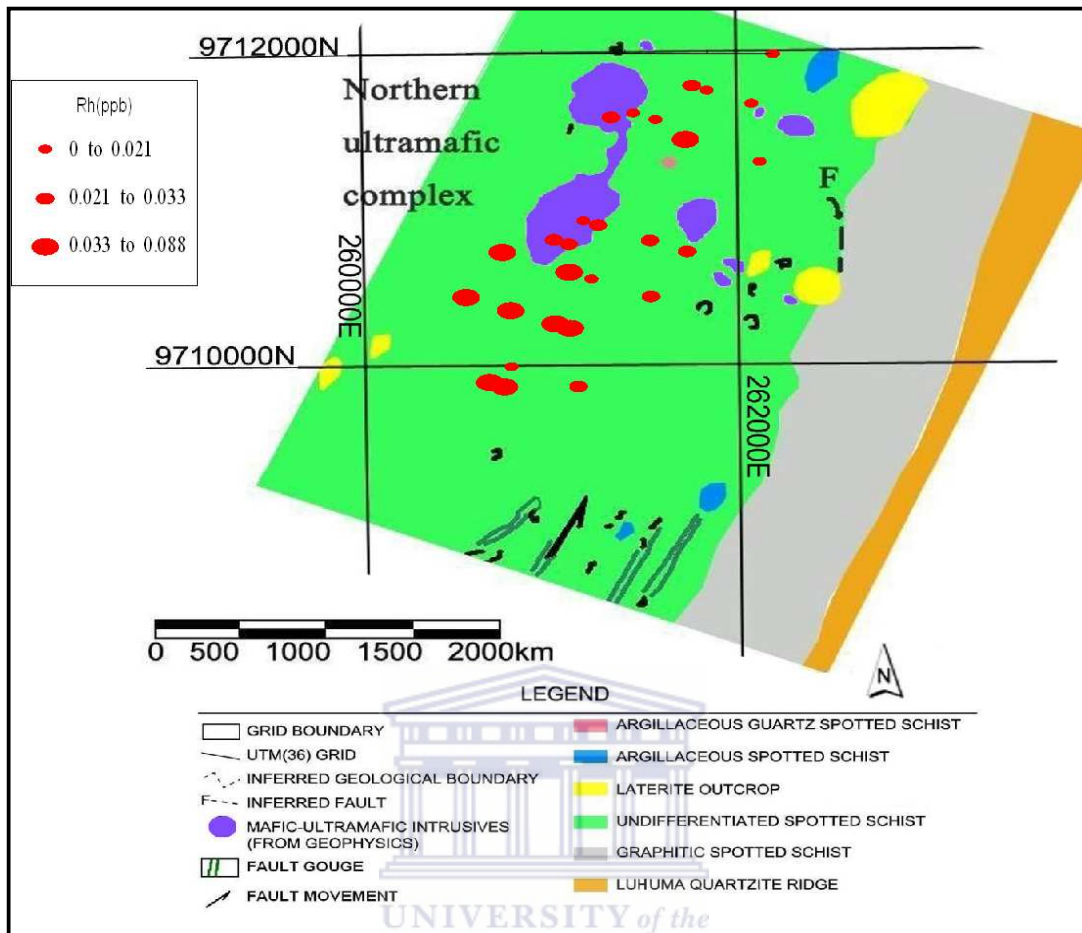 9712000N
Rh(ppb)
0 to 0.021
0.021 to 0.033
0.033 to 0.088
Northern
ultramafic
complex
F
260000E
9710000N
262000E
0 500 1000 2000km
N
LEGEND
GRID BOUNDARY
UTM(36) GRID
INFERRED GEOLOGICAL BOUNDARY
F INFERRED FAULT
MAFIC-ULTRAMAFIC INTRUSIVES
(FROM GEOPHYSICS)
FAULT GOUGE
FAULT MOVEMENT
ARGILLACEOUS GUARTZ SPOTTED SCHIST
ARGILLACEOUS SPOTTED SCHIST
LATERITE OUTCROP
UNDIFFERENTIATED SPOTTED SCHIST
GRAPHITIC SPOTTED SCHIST
LUHUMA QUARTZITE RIDGE
UNIVERSITY of the